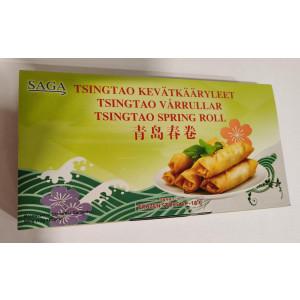 SAGA
TSINGTAO KEVÄTKÄÄRYLEET
TSINGTAO VÅRRULLAR
TSINGTAO SPRING ROLL
青岛春卷